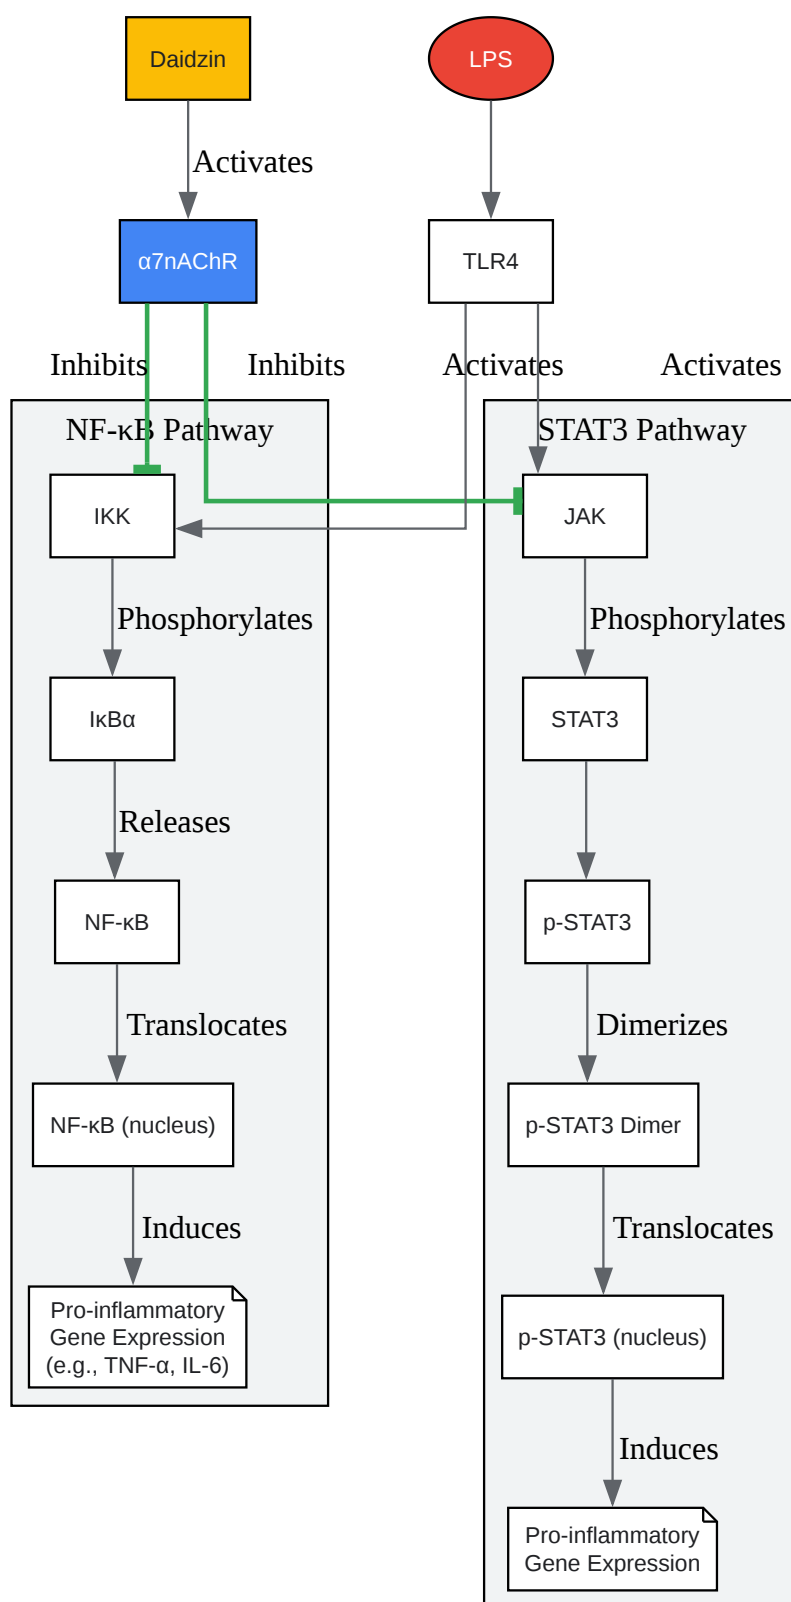 Daidzin
LPS
Activates
α7nAChR
TLR4
Inhibits
Inhibits
Activates
Activates
NF-κB Pathway
STAT3 Pathway
IKK
JAK
Phosphorylates
Phosphorylates
IκBα
STAT3
Releases
NF-κB
p-STAT3
Translocates
Dimerizes
NF-κB (nucleus)
p-STAT3 Dimer
Induces
Translocates
Pro-inflammatory
Gene Expression
(e.g., TNF-α, IL-6)
p-STAT3 (nucleus)
Induces
Pro-inflammatory
Gene Expression